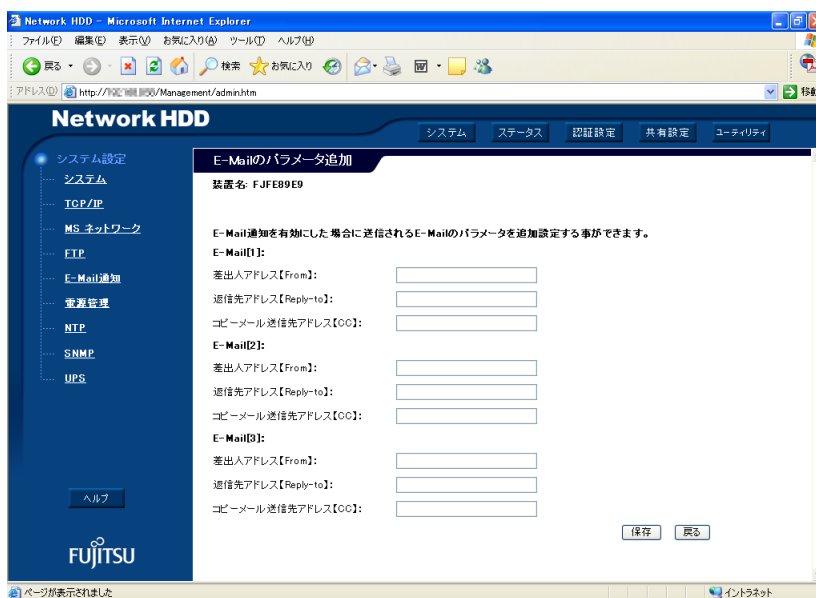 Network HDD - Microsoft Internet Explorer
ファイル(F) 編集(E) 表示(V) お気に入り(A) ツール(T) ヘルプ(H)
戻る 検索 お気に入り
アドレス(D) http:// /Management/admin.htm 移動
Network HDD
システム ステータス 認証設定 共有設定 ユーティリティ
システム設定
システム
TCP/IP
MS ネットワーク
FTP
E-Mail通知
電源管理
NTP
SNMP
UPS
ヘルプ
FUJITSU
E-Mailのパラメータ追加
装置名: FJFE89E9
E-Mail通知を有効にした場合に送信されるE-Mailのパラメータを追加設定する事ができます。
E-Mail[1]:
差出人アドレス【From】:
返信先アドレス【Reply-to】:
コピーメール送信先アドレス【CC】:
E-Mail[2]:
差出人アドレス【From】:
返信先アドレス【Reply-to】:
コピーメール送信先アドレス【CC】:
E-Mail[3]:
差出人アドレス【From】:
返信先アドレス【Reply-to】:
コピーメール送信先アドレス【CC】:
保存 戻る
ページが表示されました イントラネット